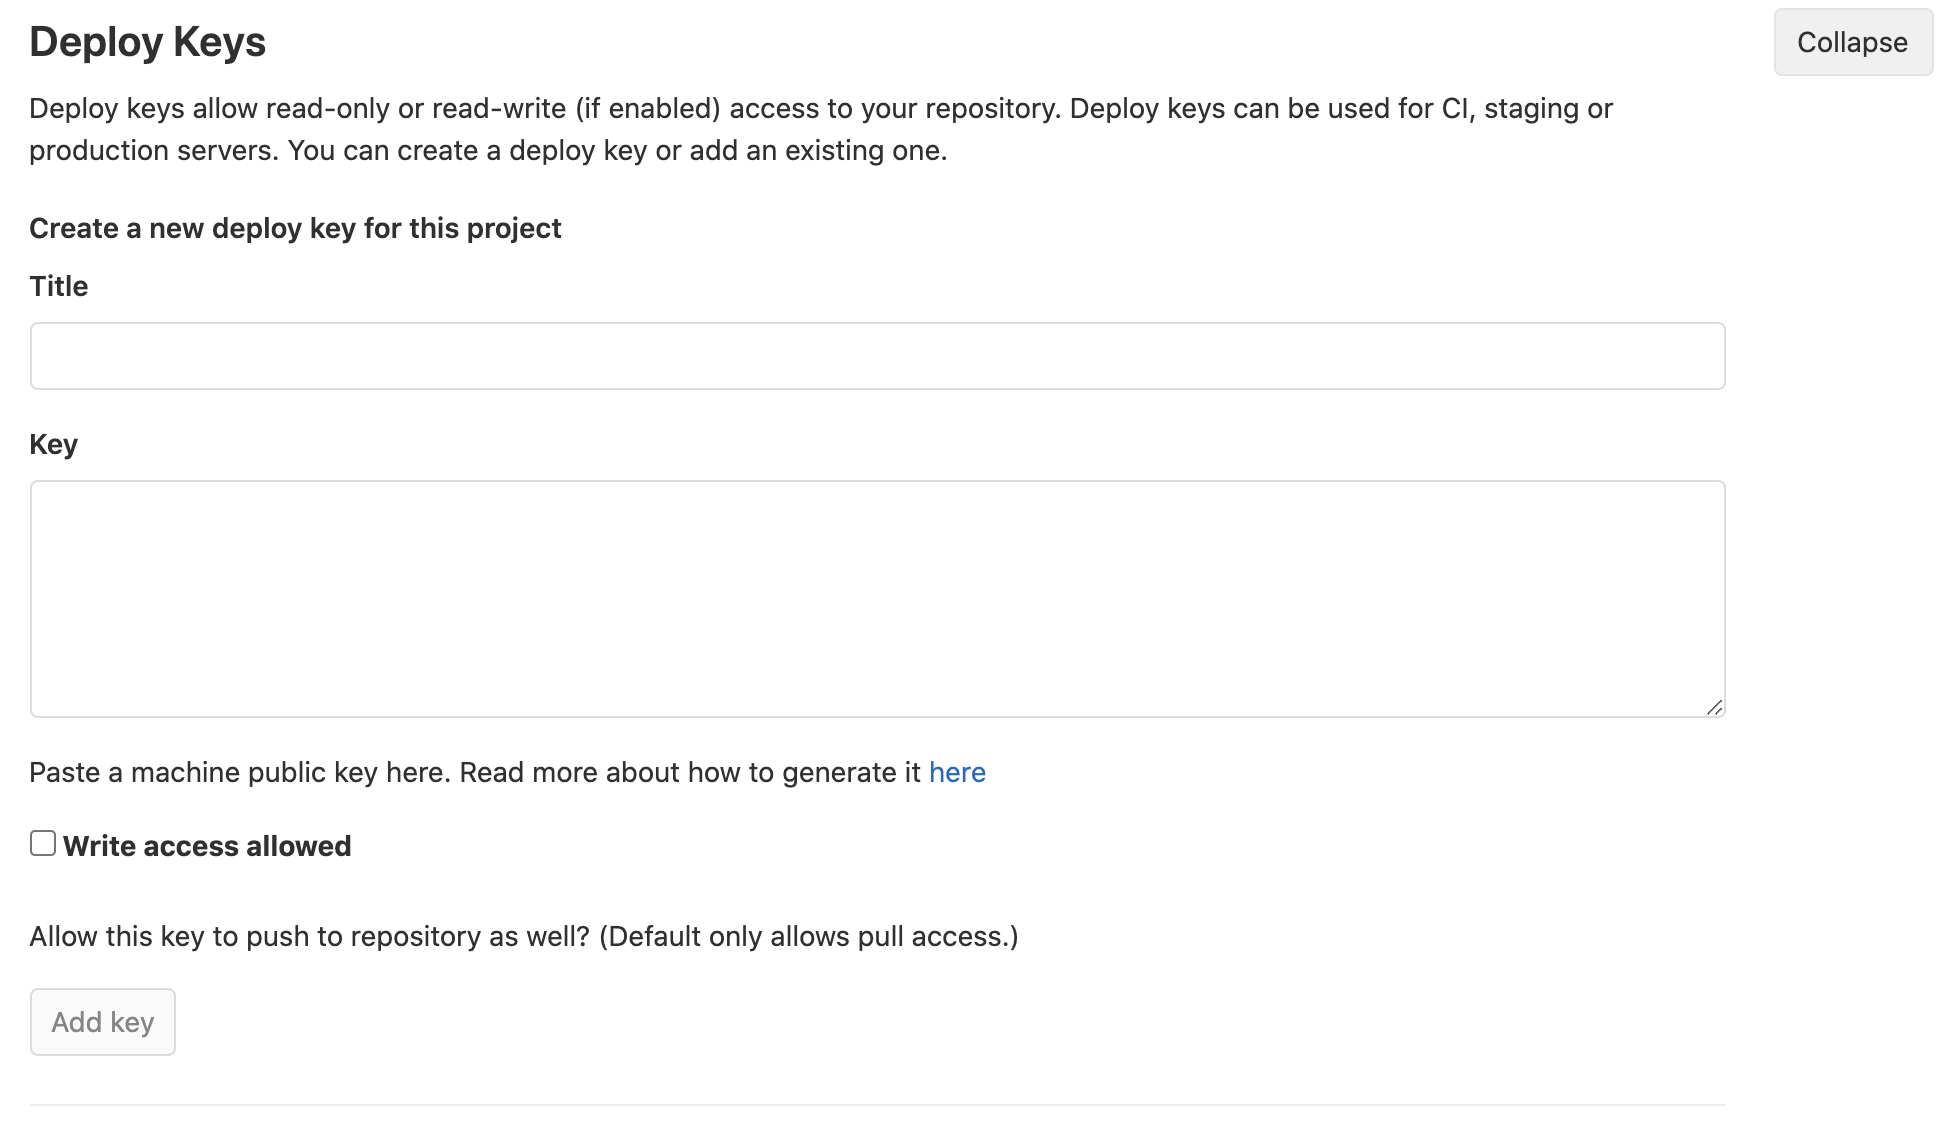 Deploy Keys
Collapse
Deploy keys allow read-only or read-write (if enabled) access to your repository. Deploy keys can be used for CI, staging or
production servers. You can create a deploy key or add an existing one.
Create a new deploy key for this project
Title
Key
Paste a machine public key here. Read more about how to generate it here
Write access allowed
Allow this key to push to repository as well? (Default only allows pull access.)
Add key